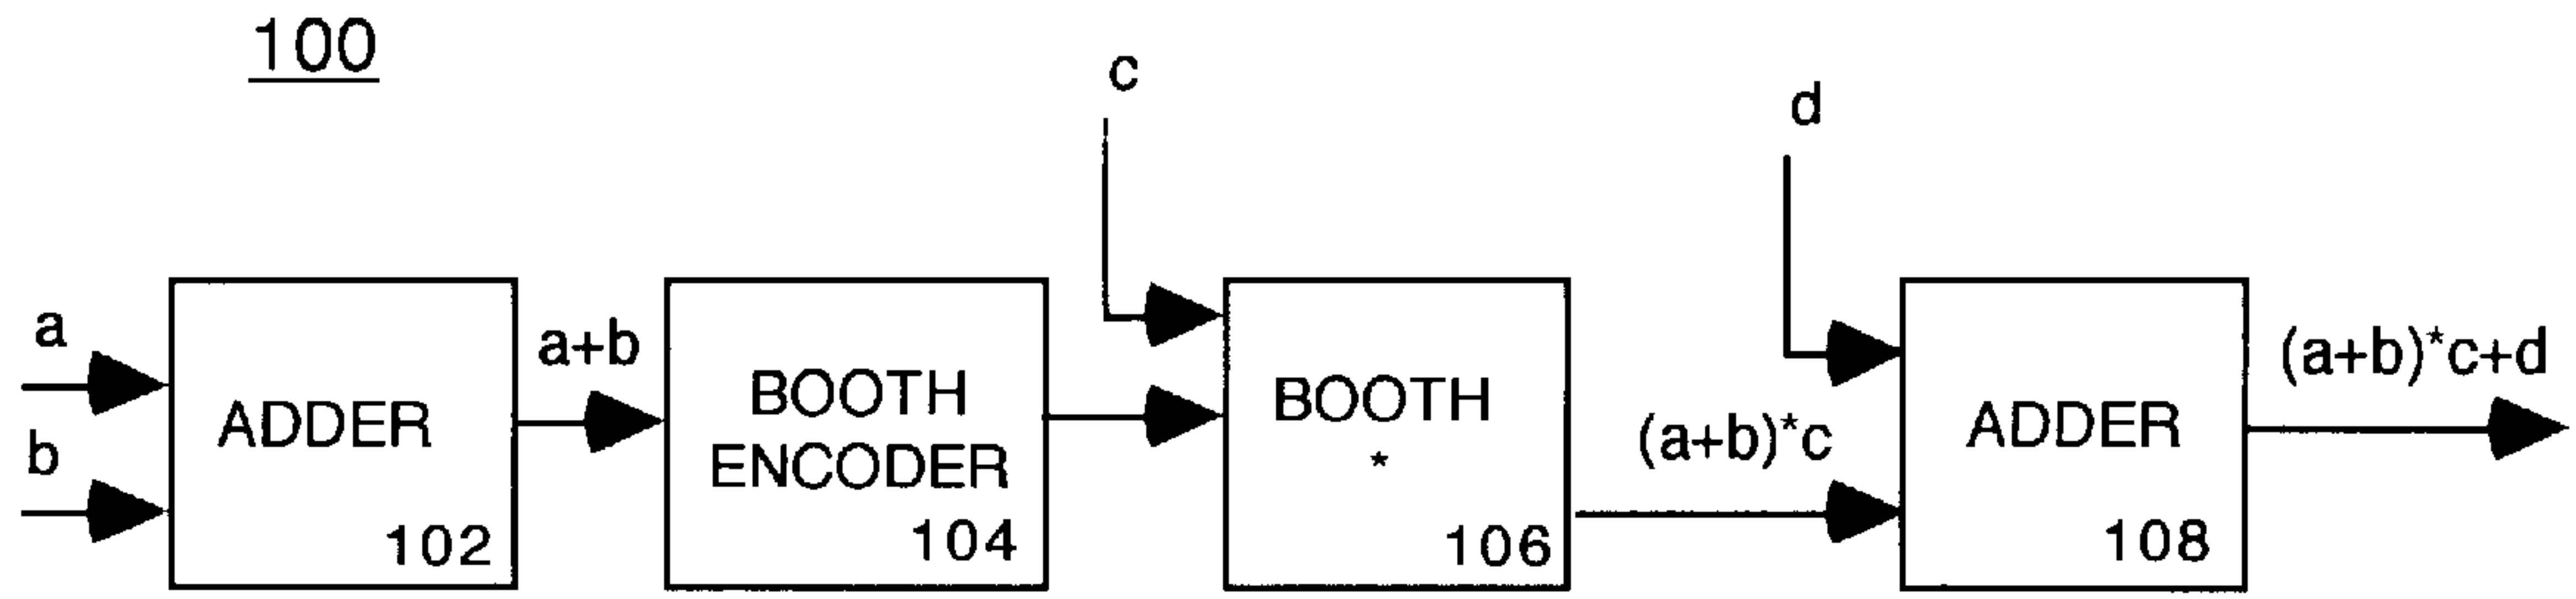 100
c
d
a
b
ADDER
102
a+b
BOOTH
ENCODER
104
BOOTH
*
106
(a+b)*c
ADDER
108
(a+b)*c+d